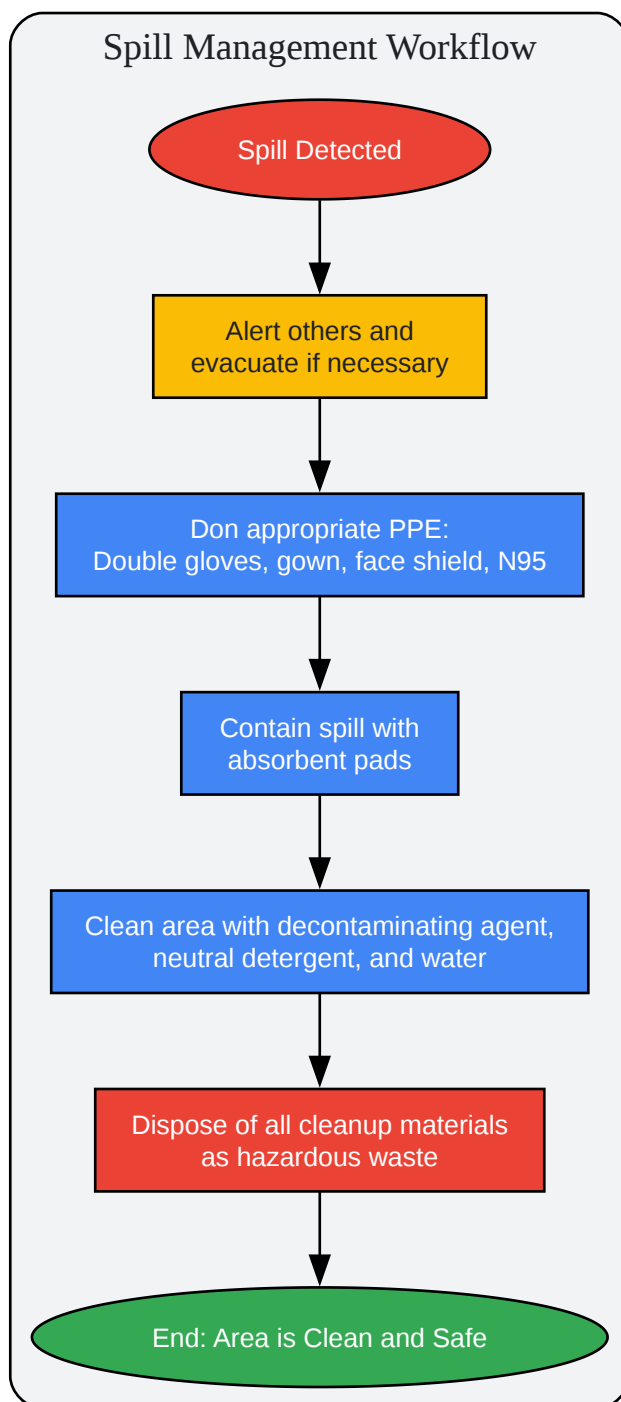 Spill Management Workflow
Spill Detected
Alert others and
evacuate if necessary
Don appropriate PPE:
Double gloves, gown, face shield, N95
Contain spill with
absorbent pads
Clean area with decontaminating agent,
neutral detergent, and water
Dispose of all cleanup materials
as hazardous waste
End: Area is Clean and Safe